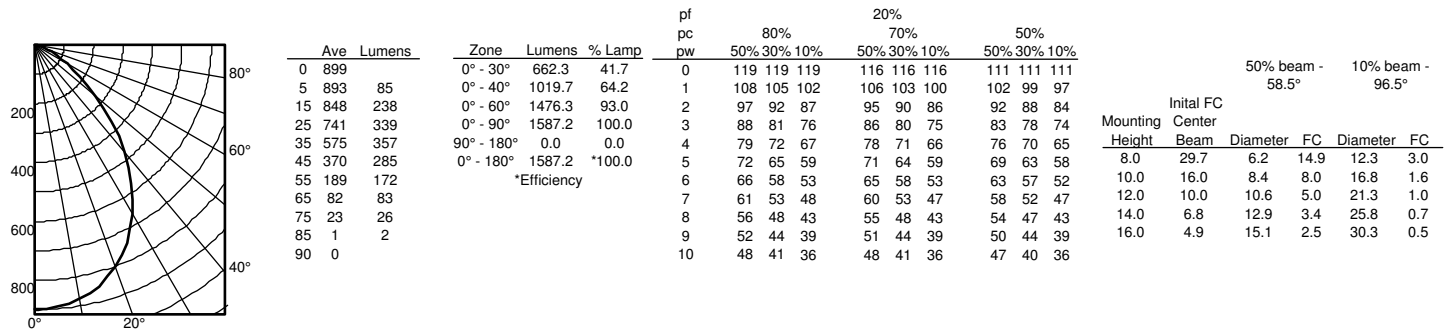 200
400
600
800
0°
20°
40°
60°
80°
Ave Lumens
0 899
5 893 85
15 848 238
25 741 339
35 575 357
45 370 285
55 189 172
65 82 83
75 23 26
85 1 2
90 0
Zone Lumens % Lamp
0° - 30° 662.3 41.7
0° - 40° 1019.7 64.2
0° - 60° 1476.3 93.0
0° - 90° 1587.2 100.0
90° - 180° 0.0 0.0
0° - 180° 1587.2 *100.0
*Efficiency
pf 20%
pc 80% 70% 50%
pw 50% 30% 10% 50% 30% 10% 50% 30% 10%
0 119 119 119 116 116 116 111 111 111
1 108 105 102 106 103 100 102 99 97
2 97 92 87 95 90 86 92 88 84
3 88 81 76 86 80 75 83 78 74
4 79 72 67 78 71 66 76 70 65
5 72 65 59 71 64 59 69 63 58
6 66 58 53 65 58 53 63 57 52
7 61 53 48 60 53 47 58 52 47
8 56 48 43 55 48 43 54 47 43
9 52 44 39 51 44 39 50 44 39
10 48 41 36 48 41 36 47 40 36
50% beam - 10% beam -
58.5° 96.5°
Inital FC
Mounting Center
Height Beam Diameter FC Diameter FC
8.0 29.7 6.2 14.9 12.3 3.0
10.0 16.0 8.4 8.0 16.8 1.6
12.0 10.0 10.6 5.0 21.3 1.0
14.0 6.8 12.9 3.4 25.8 0.7
16.0 4.9 15.1 2.5 30.3 0.5